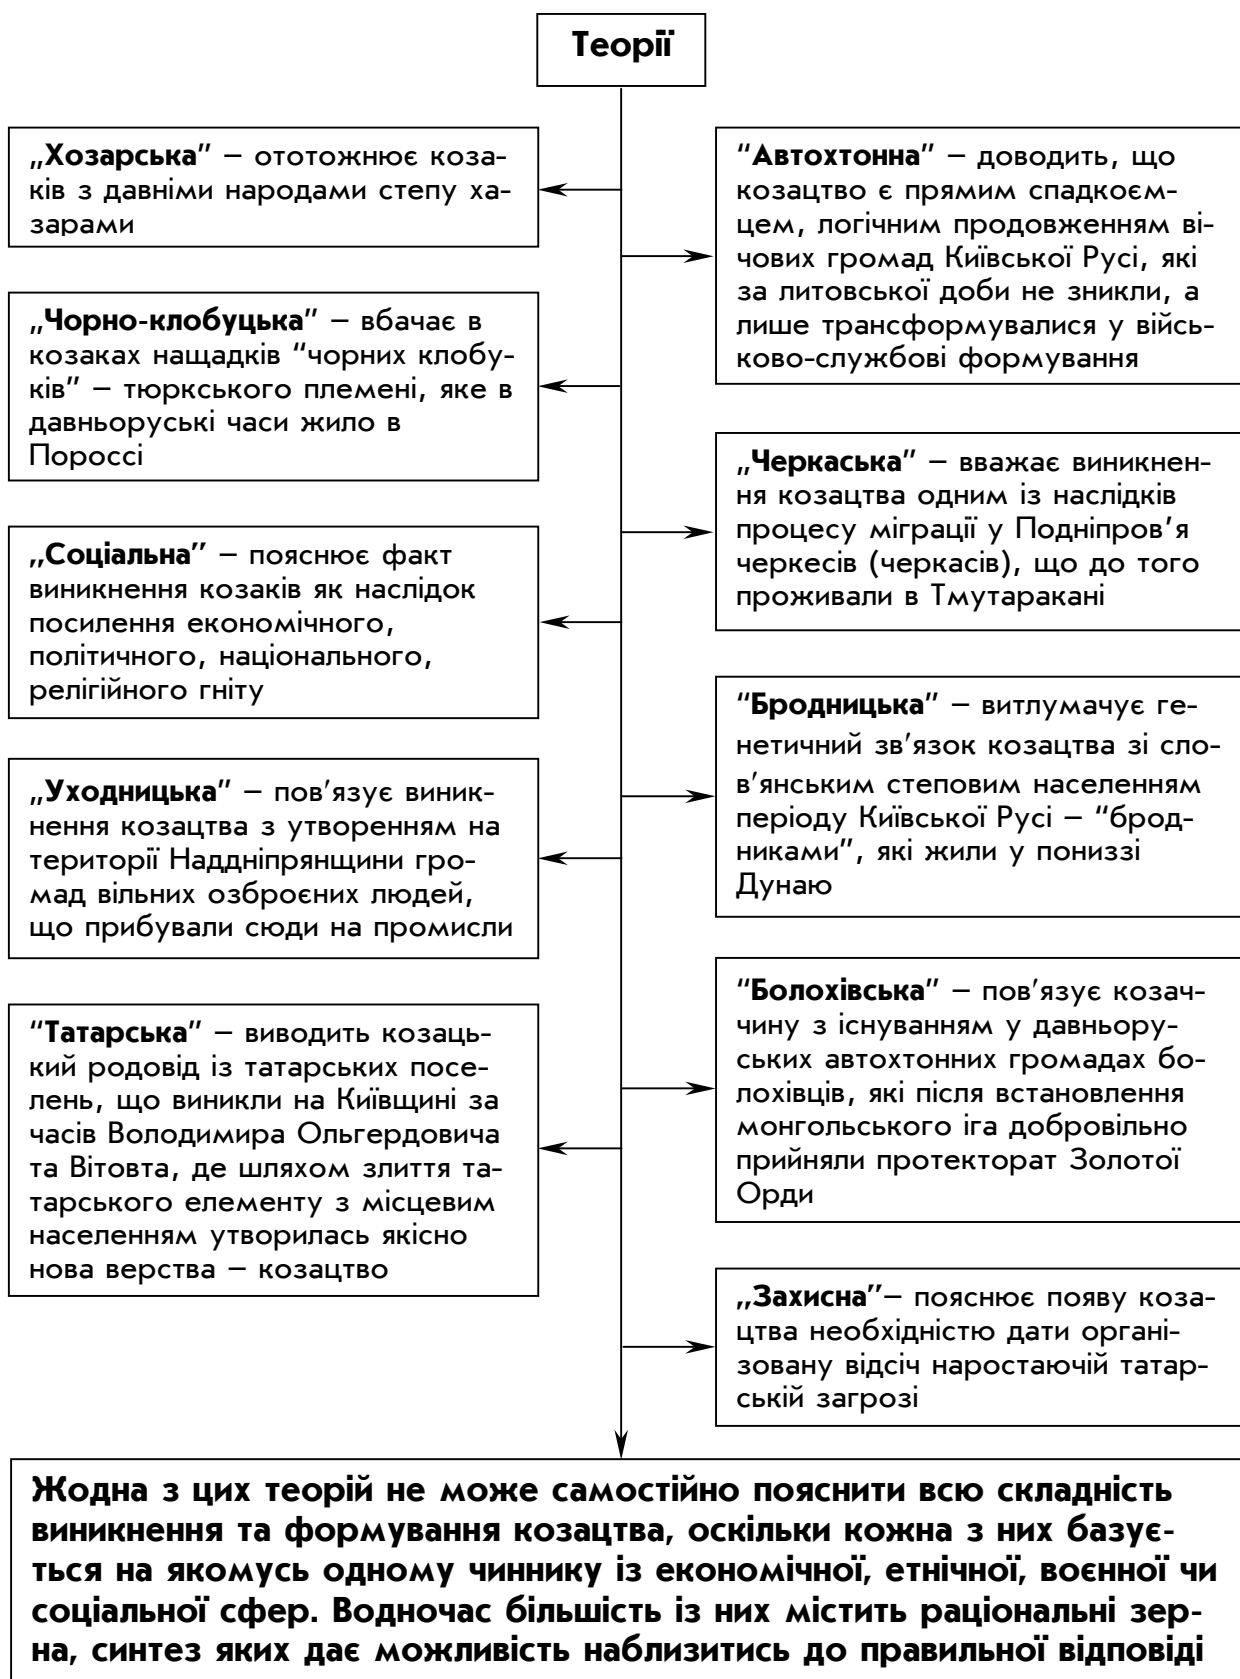 Теорії
„Хозарська” – ототожнює коза-
ків з давніми народами степу ха-
зарами
„Чорно-клобуцька” – вбачає в
козаках нащадків “чорних клобу-
ків” – тюркського племені, яке в
давньоруські часи жило в
Пороссі
„Соціальна” – пояснює факт
виникнення козаків як наслідок
посилення економічного,
політичного, національного,
релігійного гніту
„Уходницька” – пов’язує виник-
нення козацтва з утворенням на
території Наддніпрянщини гро-
мад вільних озброєних людей,
що прибували сюди на промисли
“Татарська” – виводить козаць-
кий родовід із татарських посе-
лень, що виникли на Київщині за
часів Володимира Ольгердовича
та Вітовта, де шляхом злиття та-
тарського елементу з місцевим
населенням утворилась якісно
нова верства – козацтво
“Автохтонна” – доводить, що
козацтво є прямим спадкоєм-
цем, логічним продовженням ві-
чових громад Київської Русі, які
за литовської доби не зникли, а
лише трансформувалися у війсь-
ково-службові формування
„Черкаська” – вважає виникнен-
ня козацтва одним із наслідків
процесу міграції у Подніпров’я
черкесів (черкасів), що до того
проживали в Тмутаракані
“Бродницька” – витлумачує ге-
нетичний зв’язок козацтва зі сло-
в’янським степовим населенням
періоду Київської Русі – “брод-
никами”, які жили у пониззі
Дунаю
“Болохівська” – пов’язує козач-
чину з існуванням у давньору-
ських автохтонних громадах бо-
лохівців, які після встановлення
монгольського іга добровільно
прийняли протекторат Золотої
Орди
„Захисна”– пояснює появу коза-
цтва необхідністю дати органі-
зовану відсіч наростаючій татар-
ській загрозі
Жодна з цих теорій не може самостійно пояснити всю складність
виникнення та формування козацтва, оскільки кожна з них базує-
ться на якомусь одному чиннику із економічної, етнічної, воєнної чи
соціальної сфер. Водночас більшість із них містить раціональні зер-
на, синтез яких дає можливість наблизитись до правильної відповіді